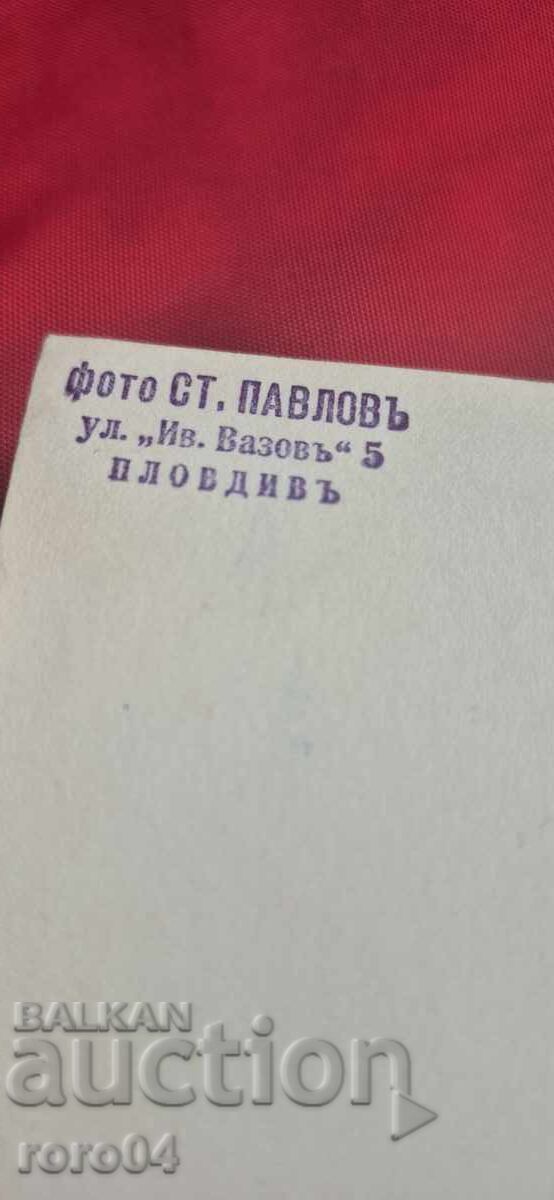 фото СТ. ПАВЛОВЪ
ул. „Ив. Вазовъ“ 5
ПЛОВДИВЪ
BALKAN
auction
roro04